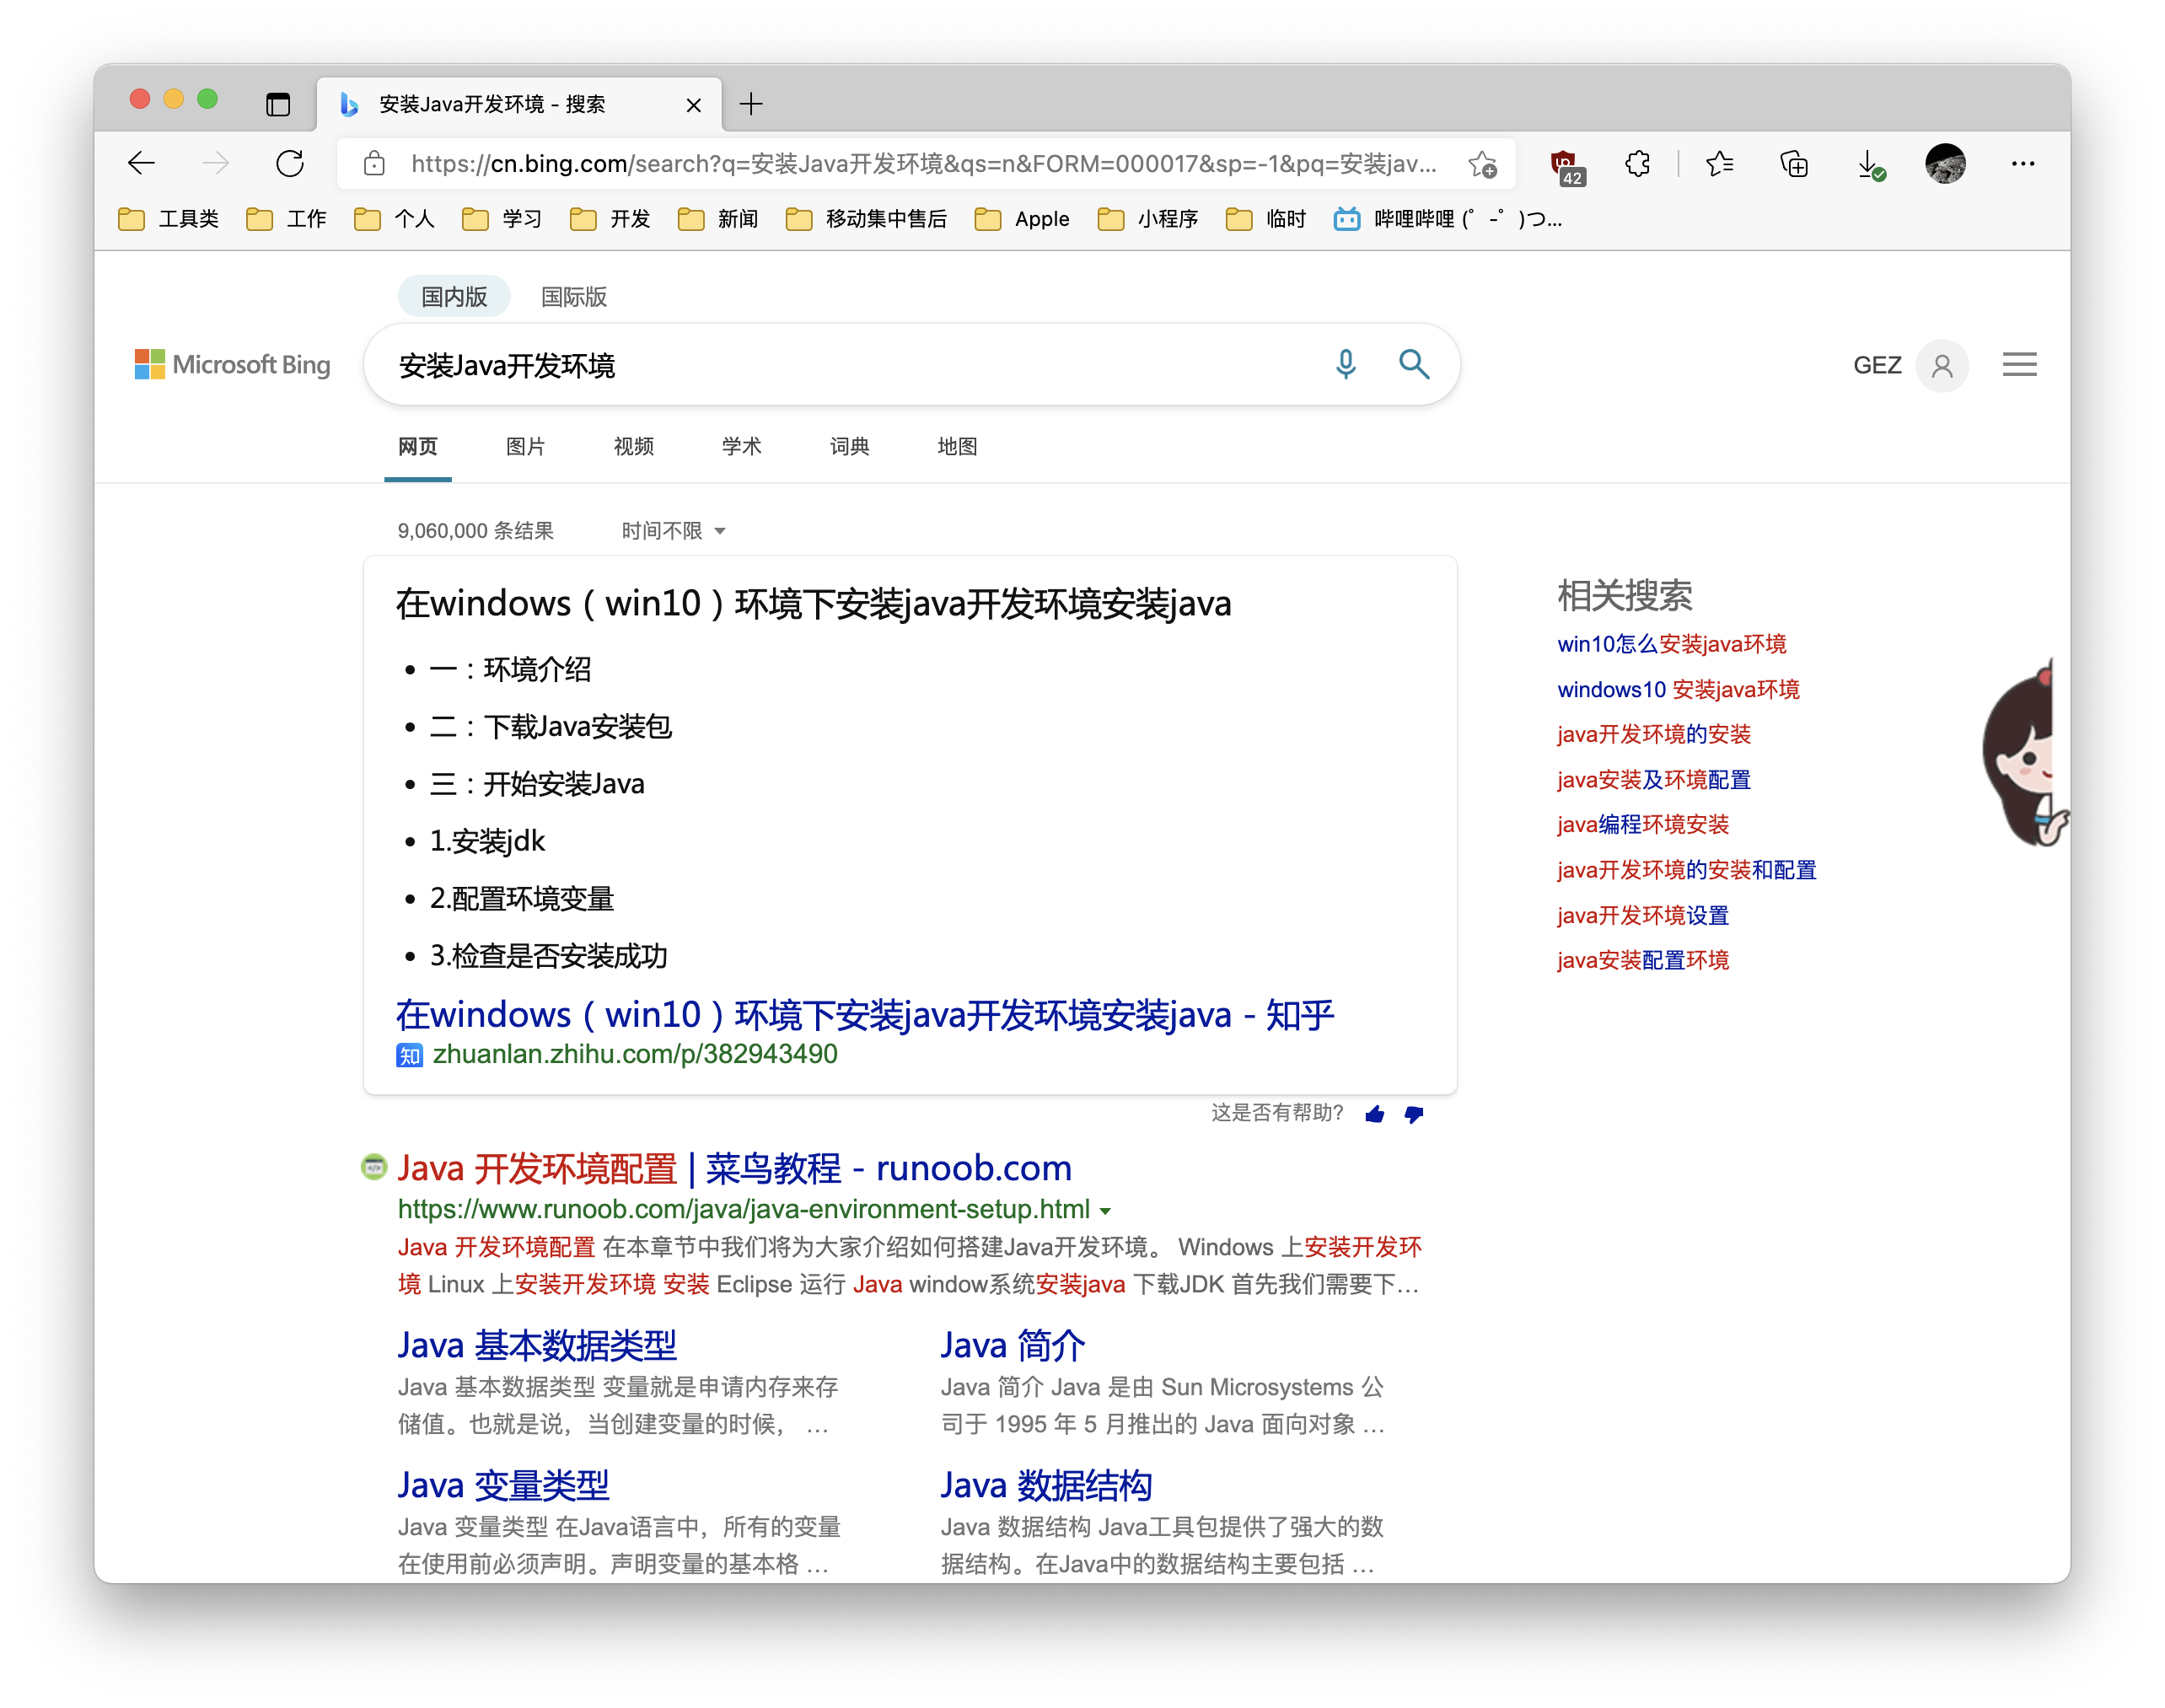 安装Java开发环境 - 搜索
https://cn.bing.com/search?q=安装Java开发环境&qs=n&FORM=000017&sp=-1&pq=安装jav...
42
工具类 工作 个人 学习 开发 新闻 移动集中售后 Apple 小程序 临时 哔哩哔哩 (゜-゜)つ...
国内版 国际版
Microsoft Bing
安装Java开发环境
GEZ
网页 图片 视频 学术 词典 地图
9,060,000 条结果 时间不限
在windows（win10）环境下安装java开发环境安装java
• 一：环境介绍
• 二：下载Java安装包
• 三：开始安装Java
• 1.安装jdk
• 2.配置环境变量
• 3.检查是否安装成功
在windows（win10）环境下安装java开发环境安装java - 知乎
知 zhuanlan.zhihu.com/p/382943490
这是否有帮助?
Java 开发环境配置 | 菜鸟教程 - runoob.com
https://www.runoob.com/java/java-environment-setup.html
Java 开发环境配置 在本章节中我们将为大家介绍如何搭建Java开发环境。 Windows 上安装开发环
境 Linux 上安装开发环境 安装 Eclipse 运行 Java window系统安装java 下载JDK 首先我们需要下…
Java 基本数据类型
Java 基本数据类型 变量就是申请内存来存
储值。也就是说，当创建变量的时候， …
Java 简介
Java 简介 Java 是由 Sun Microsystems 公
司于 1995 年 5 月推出的 Java 面向对象 …
Java 变量类型
Java 变量类型 在Java语言中，所有的变量
在使用前必须声明。声明变量的基本格 …
Java 数据结构
Java 数据结构 Java工具包提供了强大的数
据结构。在Java中的数据结构主要包括 …
相关搜索
win10怎么安装java环境
windows10 安装java环境
java开发环境的安装
java安装及环境配置
java编程环境安装
java开发环境的安装和配置
java开发环境设置
java安装配置环境